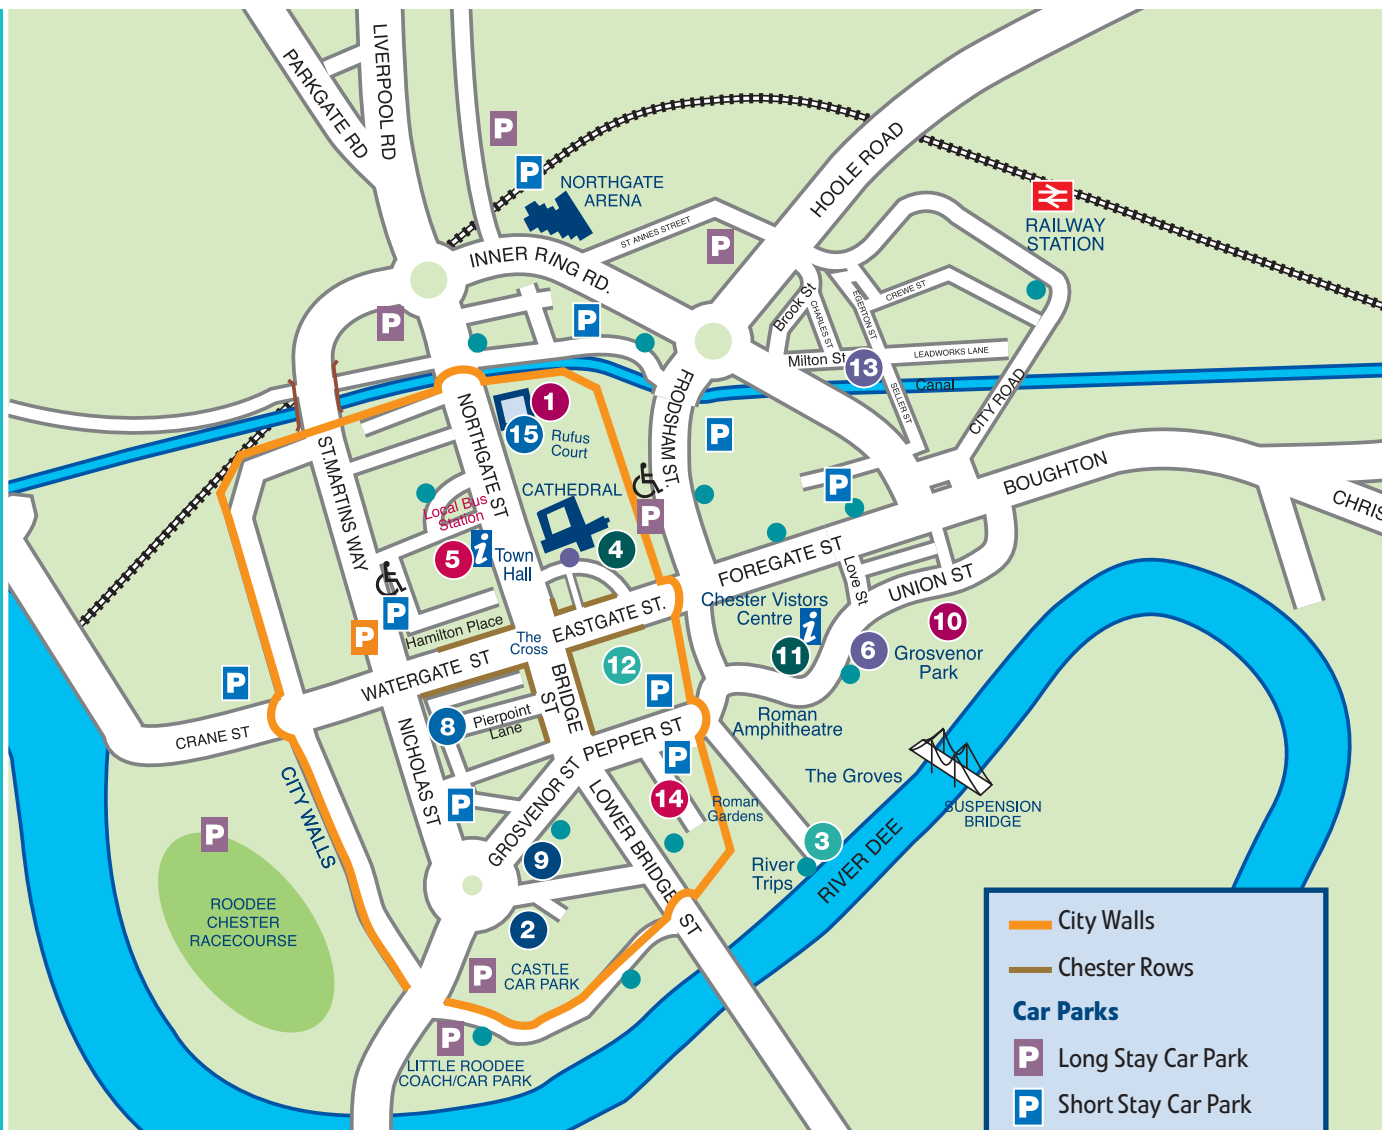 PARKGATE RD
LIVERPOOL RD
P
P
NORTHGATE
ARENA
HOOLE ROAD
ST ANNES STREET
P
RAILWAY
STATION
INNER RING RD.
P
P
Brook St
CHARLES ST
EGERTON ST
CREWE ST
Milton St
13
LEADWORKS LANE
SELLER ST
Canal
CITY ROAD
NORTHGATE ST
1
15
Rufus
Court
FRODSHAM ST.
P
ST.MARTINS WAY
Local Bus
Station
5
i
Town
Hall
CATHEDRAL
4
P
P
BOUGHTON
CHRIS
FOREGATE ST
Love St
UNION ST
Chester Vistors
Centre
i
11
10
6
Grosvenor
Park
P
P
Hamilton Place
The
Cross
EASTGATE ST.
WATERGATE ST
12
P
P
CRANE ST
NICHOLAS ST
8
Pierpoint
Lane
BRIDGE
ST
PEPPER ST
P
Roman
Amphitheatre
The Groves
SUSPENSION
BRIDGE
CITY WALLS
P
GROSVENOR ST
LOWER BRIDGE ST
14
Roman
Gardens
P
ROODEE
CHESTER
RACECOURSE
9
3
River
Trips
RIVER DEE
2
P
CASTLE
CAR PARK
P
LITTLE ROODEE
COACH/CAR PARK
City Walls
Chester Rows
Car Parks
P
Long Stay Car Park
P
Short Stay Car Park